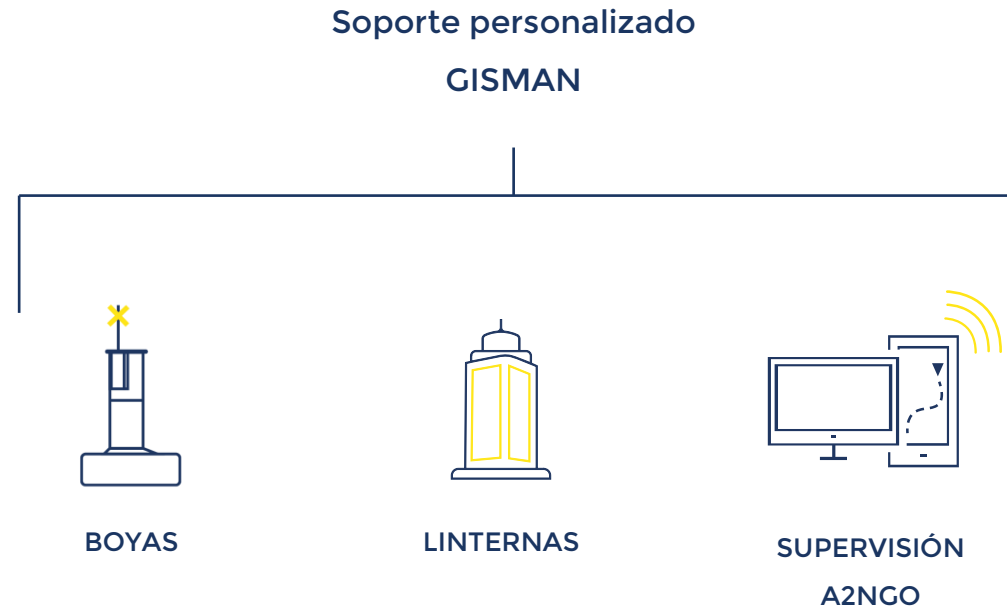 Soporte personalizado
GISMAN
BOYAS
LINTERNAS
SUPERVISIÓN
A2NGO